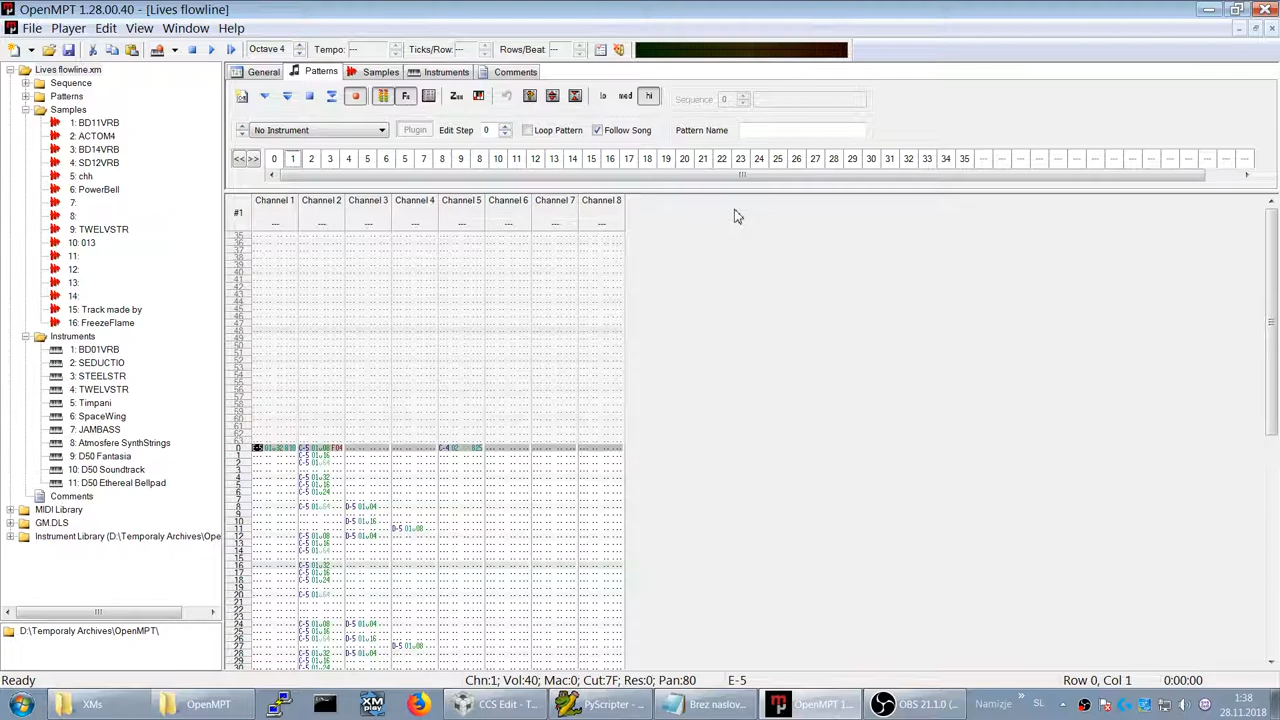 OpenMPT 1.28.00.40 - [Lives flowline]
File Player Edit View Window Help
Octave 4 Tempo: --- Ticks/Row: --- Rows/Beat: ---
Lives flowline.xm
Sequence
Patterns
Samples
1: BD11VRB
2: ACTOM4
3: BD14VRB
4: SD12VRB
5: chh
6: PowerBell
7:
8:
9: TWELVSTR
10: 013
11:
12:
13:
14:
15: Track made by
16: FreezeFlame
Instruments
1: BD01VRB
2: SEDUCTIO
3: STEELSTR
4: TWELVSTR
5: Timpani
6: SpaceWing
7: JAMBASS
8: Atmosfere SynthStrings
9: D50 Fantasia
10: D50 Soundtrack
11: D50 Ethereal Bellpad
Comments
MIDI Library
GM.DLS
Instrument Library (D:\Temporaly Archives\Ope
D:\Temporaly Archives\OpenMPT\
General Patterns Samples Instruments Comments
lo med hi Sequence 0
No Instrument Plugin Edit Step 0 Loop Pattern Follow Song Pattern Name
<< >> 0 1 2 3 4 5 6 5 7 8 9 10 11 12 13 14 15 16 17 18 19 20 21 22 23 24 25 26 27 28 29 30 31 32 33 34 35 --- --- --- --- --- --- --- --- --- --- --- --- --- --- ---
#1 Channel 1 Channel 2 Channel 3 Channel 4 Channel 5 Channel 6 Channel 7 Channel 8
Ready Chn:1; Vol:40; Mac:0; Cut:7F; Res:0; Pan:80 E-5 Row 0, Col 1 0:00:00
XMs OpenMPT CCS Edit - T... PyScripter - ... Brez naslov... OpenMPT 1... OBS 21.1.0 (... Namizje SL 1:38
28.11.2018